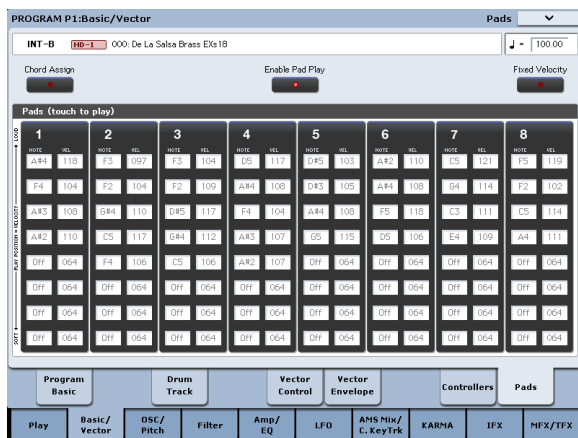 PROGRAM P1:Basic/Vector Pads
INT-B HD-1 000: De La Salsa Brass EXs18 ♩ = 100.00
Chord Assign Enable Pad Play Fixed Velocity
Pads (touch to play)
1 2 3 4 5 6 7 8
NOTE VEL NOTE VEL NOTE VEL NOTE VEL NOTE VEL NOTE VEL NOTE VEL NOTE VEL
A#4 118 F3 097 F3 104 D5 117 D#5 103 A#2 110 C5 121 F5 119
F4 104 F2 104 F2 109 A#4 108 D#3 105 A#4 108 G4 114 F2 102
A#3 108 G#4 110 D#5 117 F4 104 A#4 108 F5 118 C3 111 C5 114
A#2 110 C5 117 G#4 112 A#3 107 G5 115 D5 106 E4 109 A4 111
Off 064 F4 106 C5 106 A#2 107 Off 064 Off 064 Off 064 Off 064
Off 064 Off 064 Off 064 Off 064 Off 064 Off 064 Off 064 Off 064
Off 064 Off 064 Off 064 Off 064 Off 064 Off 064 Off 064 Off 064
Off 064 Off 064 Off 064 Off 064 Off 064 Off 064 Off 064 Off 064
SOFT ← PLAY POSITION = VELOCITY → LOUD
Program Drum Vector Vector
Basic Track Control Envelope Controllers Pads
Play Basic/ OSC/ Filter Amp/ LFO AMS Mix/ KARMA IFX MFX/TFX
Vector Pitch EQ C. KeyTrk